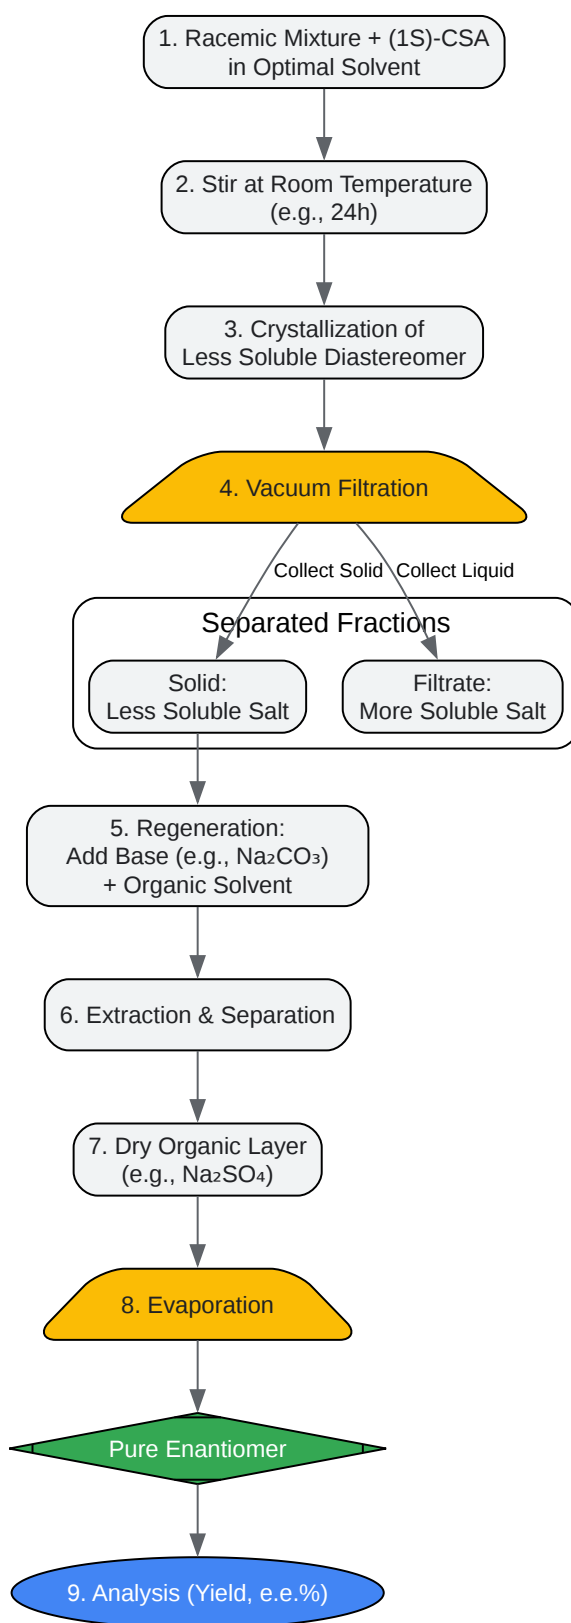 1. Racemic Mixture + (1S)-CSA
in Optimal Solvent
2. Stir at Room Temperature
(e.g., 24h)
3. Crystallization of
Less Soluble Diastereomer
4. Vacuum Filtration
Collect Solid
Collect Liquid
Separated Fractions
Solid:
Less Soluble Salt
Filtrate:
More Soluble Salt
5. Regeneration:
Add Base (e.g., Na₂CO₃)
+ Organic Solvent
6. Extraction & Separation
7. Dry Organic Layer
(e.g., Na₂SO₄)
8. Evaporation
Pure Enantiomer
9. Analysis (Yield, e.e.%)